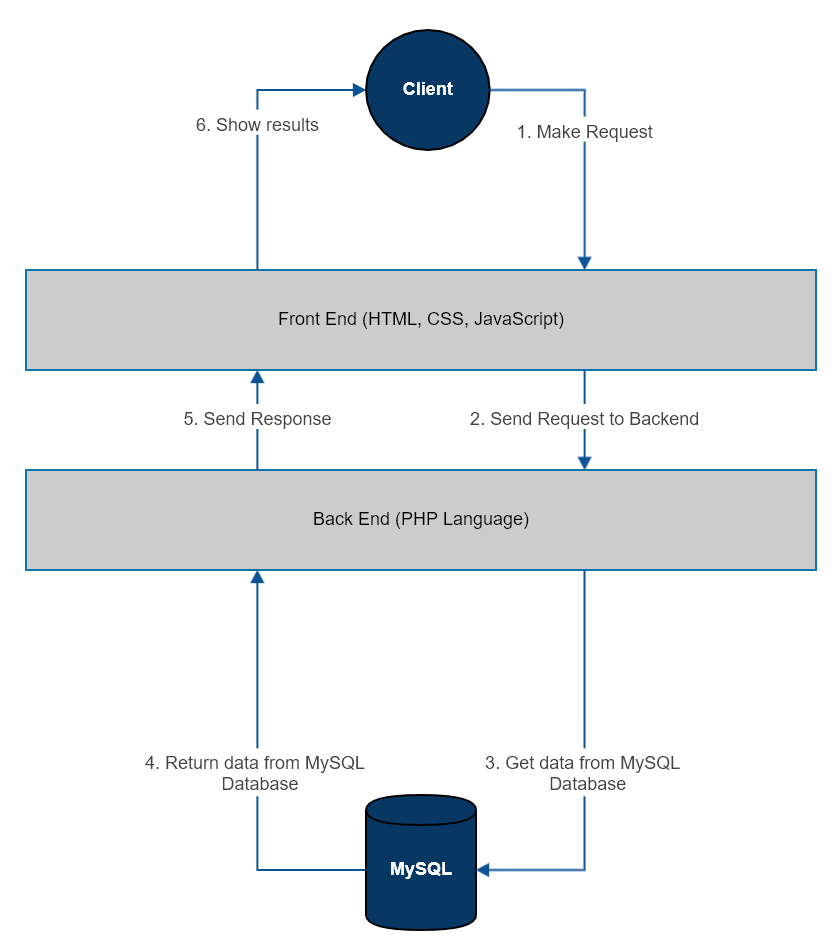 Client
6. Show results
1. Make Request
Front End (HTML, CSS, JavaScript)
5. Send Response
2. Send Request to Backend
Back End (PHP Language)
4. Return data from MySQL
Database
3. Get data from MySQL
Database
MySQL